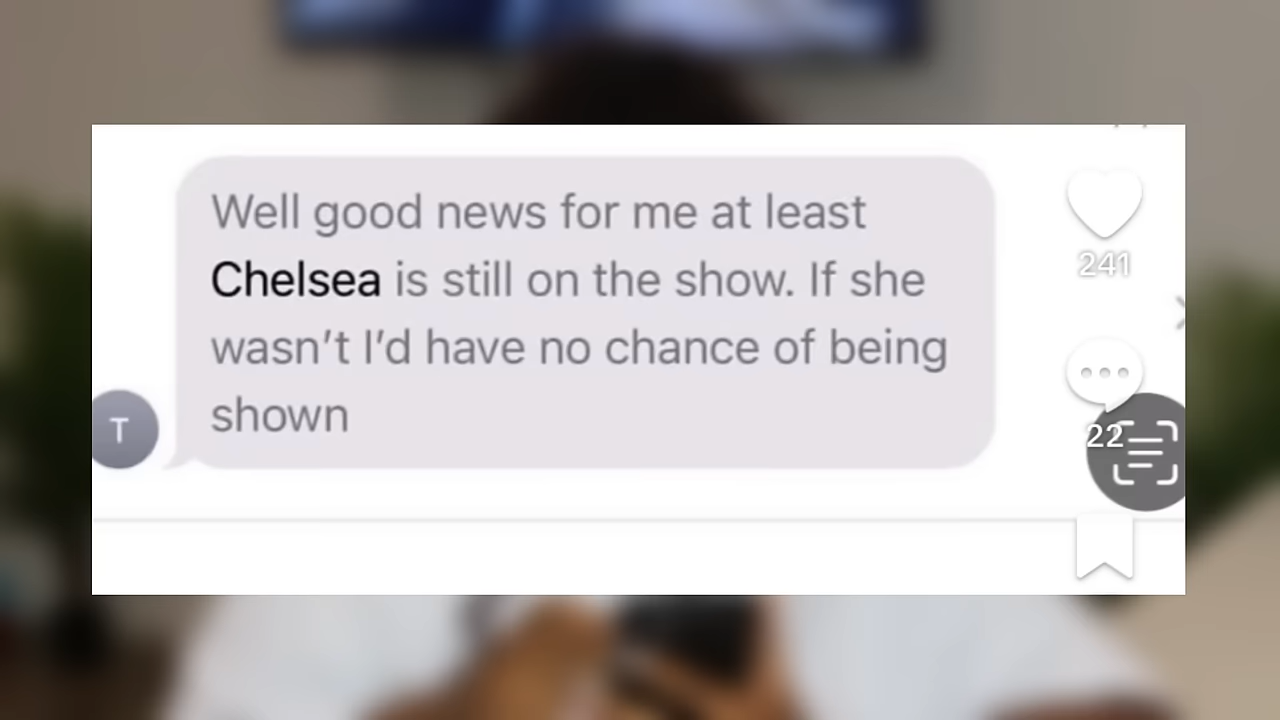 Well good news for me at least
Chelsea is still on the show. If she
wasn't I'd have no chance of being
shown
T
241
22